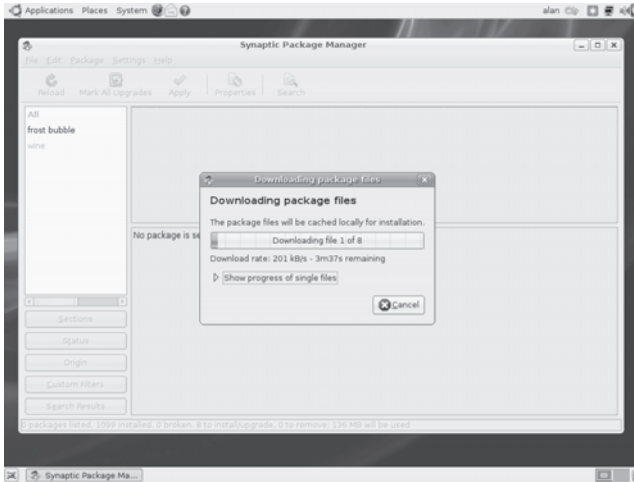 Applications Places System
alan
Synaptic Package Manager
File Edit Package Settings Help
Reload Mark All Upgrades Apply Properties Search
All
frost bubble
wine
No package is se
Downloading package files
Downloading package files
The package files will be cached locally for installation.
Downloading file 1 of 8
Download rate: 201 kB/s - 3m37s remaining
Show progress of single files
Cancel
Sections
Status
Origin
Custom Filters
Search Results
packages listed, 1099 installed, 0 broken. 8 to install/upgrade, 0 to remove; 136 MB will be used
Synaptic Package Ma...